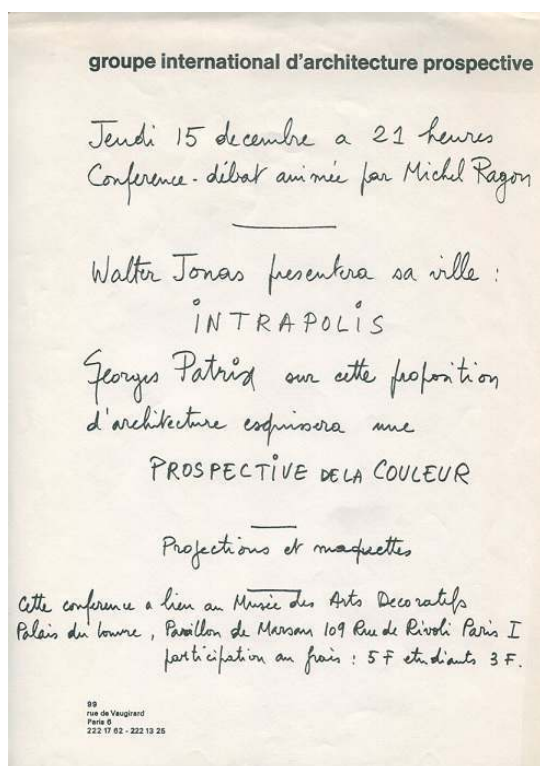 groupe international d'architecture prospective
Jeudi 15 decembre a 21 heures
Conference-débat animée par Michel Ragon
Walter Jonas presentera sa ville :
INTRAPOLIS
Georges Patrix sur cette proposition
d'architecture esquissera une
PROSPECTIVE DE LA COULEUR
Projections et maquettes
Cette conference a lieu au Musée des Arts Decoratifs
Palais du Louvre, Pavillon de Marsan 109 Rue de Rivoli Paris I
participation au frais : 5 F etudiants 3 F.
99
rue de Vaugirard
Paris 6
222 17 62 - 222 13 25